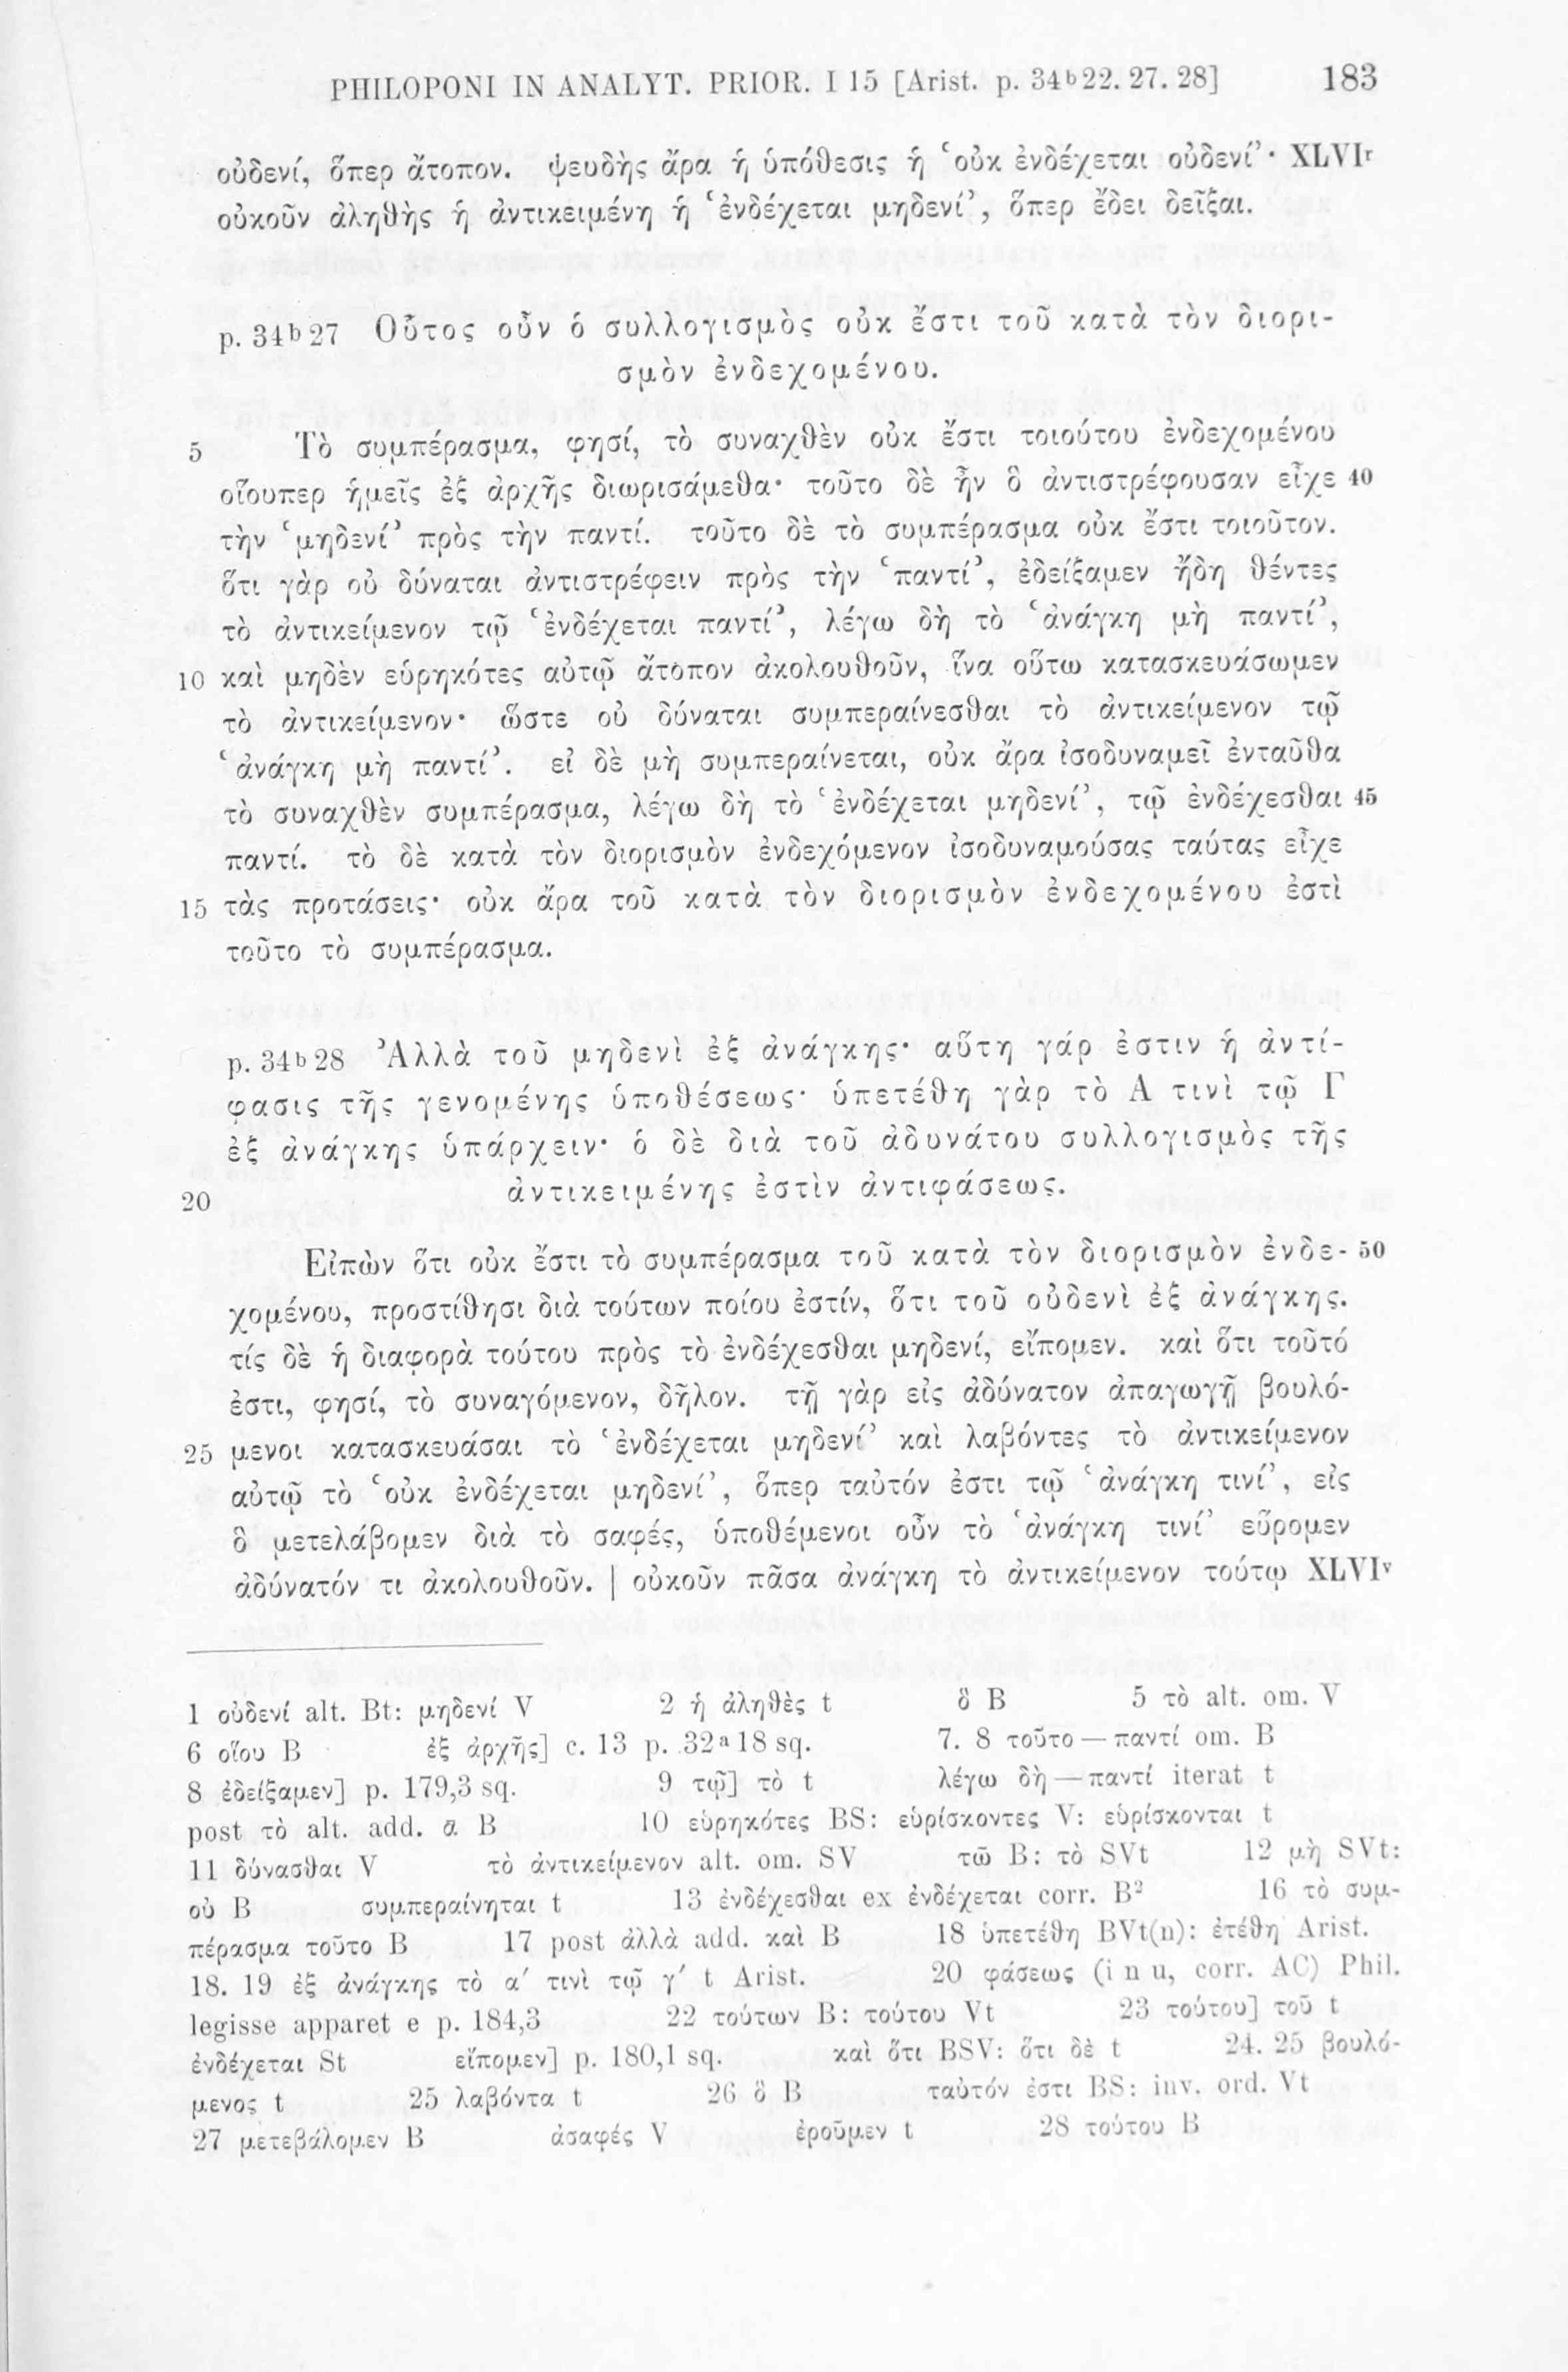 PHILOPONI IN ANALYT. PRIOR. I 15 [Arist. p. 34ᵇ22. 27. 28] 183
οὐδενί, ὅπερ ἄτοπον. ψευδὴς ἄρα ἡ ὑπόθεσις ἡ ‘οὐκ ἐνδέχεται οὐδενί’· XLVIʳ
οὐκοῦν ἀληθὴς ἡ ἀντικειμένη ἡ ‘ἐνδέχεται μηδενί’, ὅπερ ἔδει δεῖξαι.
p. 34ᵇ27 Οὗτος οὖν ὁ συλλογισμὸς οὐκ ἔστι τοῦ κατὰ τὸν διορι-
σμὸν ἐνδεχομένου.
5 Τὸ συμπέρασμα, φησί, τὸ συναχθὲν οὐκ ἔστι τοιούτου ἐνδεχομένου
οἵουπερ ἡμεῖς ἐξ ἀρχῆς διωρισάμεθα· τοῦτο δὲ ἦν ὃ ἀντιστρέφουσαν εἶχε 40
τὴν ‘μηδενί’ πρὸς τὴν παντί. τοῦτο δὲ τὸ συμπέρασμα οὐκ ἔστι τοιοῦτον.
ὅτι γὰρ οὐ δύναται ἀντιστρέφειν πρὸς τὴν ‘παντί’, ἐδείξαμεν ἤδη θέντες
τὸ ἀντικείμενον τῷ ‘ἐνδέχεται παντί’, λέγω δὴ τὸ ‘ἀνάγκη μὴ παντί’,
10 καὶ μηδὲν εὑρηκότες αὐτῷ ἄτοπον ἀκολουθοῦν, ἵνα οὕτω κατασκευάσωμεν
τὸ ἀντικείμενον· ὥστε οὐ δύναται συμπεραίνεσθαι τὸ ἀντικείμενον τῷ
‘ἀνάγκη μὴ παντί’. εἰ δὲ μὴ συμπεραίνεται, οὐκ ἄρα ἰσοδυναμεῖ ἐνταῦθα
τὸ συναχθὲν συμπέρασμα, λέγω δὴ τὸ ‘ἐνδέχεται μηδενί’, τῷ ἐνδέχεσθαι 45
παντί. τὸ δὲ κατὰ τὸν διορισμὸν ἐνδεχόμενον ἰσοδυναμούσας ταύτας εἶχε
15 τὰς προτάσεις· οὐκ ἄρα τοῦ κατὰ τὸν διορισμὸν ἐνδεχομένου ἐστὶ
τοῦτο τὸ συμπέρασμα.
p. 34ᵇ28 Ἀλλὰ τοῦ μηδενὶ ἐξ ἀνάγκης· αὕτη γάρ ἐστιν ἡ ἀντί-
φασις τῆς γενομένης ὑποθέσεως· ὑπετέθη γὰρ τὸ Α τινὶ τῷ Γ
ἐξ ἀνάγκης ὑπάρχειν· ὁ δὲ διὰ τοῦ ἀδυνάτου συλλογισμὸς τῆς
20 ἀντικειμένης ἐστὶν ἀντιφάσεως.
Εἰπὼν ὅτι οὐκ ἔστι τὸ συμπέρασμα τοῦ κατὰ τὸν διορισμὸν ἐνδε- 50
χομένου, προστίθησι διὰ τούτων ποίου ἐστίν, ὅτι τοῦ οὐδενὶ ἐξ ἀνάγκης.
τίς δὲ ἡ διαφορὰ τούτου πρὸς τὸ ἐνδέχεσθαι μηδενί, εἴπομεν. καὶ ὅτι τοῦτό
ἐστι, φησί, τὸ συναγόμενον, δῆλον. τῇ γὰρ εἰς ἀδύνατον ἀπαγωγῇ βουλό-
25 μενοι κατασκευάσαι τὸ ‘ἐνδέχεται μηδενί’ καὶ λαβόντες τὸ ἀντικείμενον
αὐτῷ τὸ ‘οὐκ ἐνδέχεται μηδενί’, ὅπερ ταὐτόν ἐστι τῷ ‘ἀνάγκη τινί’, εἰς
ὃ μετελάβομεν διὰ τὸ σαφές, ὑποθέμενοι οὖν τὸ ‘ἀνάγκη τινί’ εὕρομεν
ἀδύνατόν τι ἀκολουθοῦν. | οὐκοῦν πᾶσα ἀνάγκη τὸ ἀντικείμενον τούτῳ XLVIᵛ
1 οὐδενί alt. Bt: μηδενί V 2 ἡ ἀληθὲς t ὃ B 5 τὸ alt. om. V
6 οἵου B ἐξ ἀρχῆς] c. 13 p. 32ᵃ18 sq. 7. 8 τοῦτο — παντί om. B
8 ἐδείξαμεν] p. 179,3 sq. 9 τῷ] τὸ t λέγω δὴ — παντί iterat t
post τὸ alt. add. ᾱ B 10 εὑρηκότες BS: εὑρίσκοντες V: εὑρίσκονται t
11 δύνασθαι V τὸ ἀντικείμενον alt. om. SV τῶ B: τὸ SVt 12 μὴ SVt:
οὐ B συμπεραίνηται t 13 ἐνδέχεσθαι ex ἐνδέχεται corr. B² 16 τὸ συμ-
πέρασμα τοῦτο B 17 post ἀλλὰ add. καὶ B 18 ὑπετέθη BVt(n): ἐτέθη Arist.
18. 19 ἐξ ἀνάγκης τὸ α′ τινὶ τῷ γ′ t Arist. 20 φάσεως (i n u, corr. AC) Phil.
legisse apparet e p. 184,3 22 τούτων B: τούτου Vt 23 τούτου] τοῦ t
ἐνδέχεται St εἴπομεν] p. 180,1 sq. καὶ ὅτι BSV: ὅτι δὲ t 24. 25 βουλό-
μενος t 25 λαβόντα t 26 ὃ B ταὐτόν ἐστι BS: inv. ord. Vt
27 μετεβάλομεν B ἀσαφές V ἐροῦμεν t 28 τούτου B